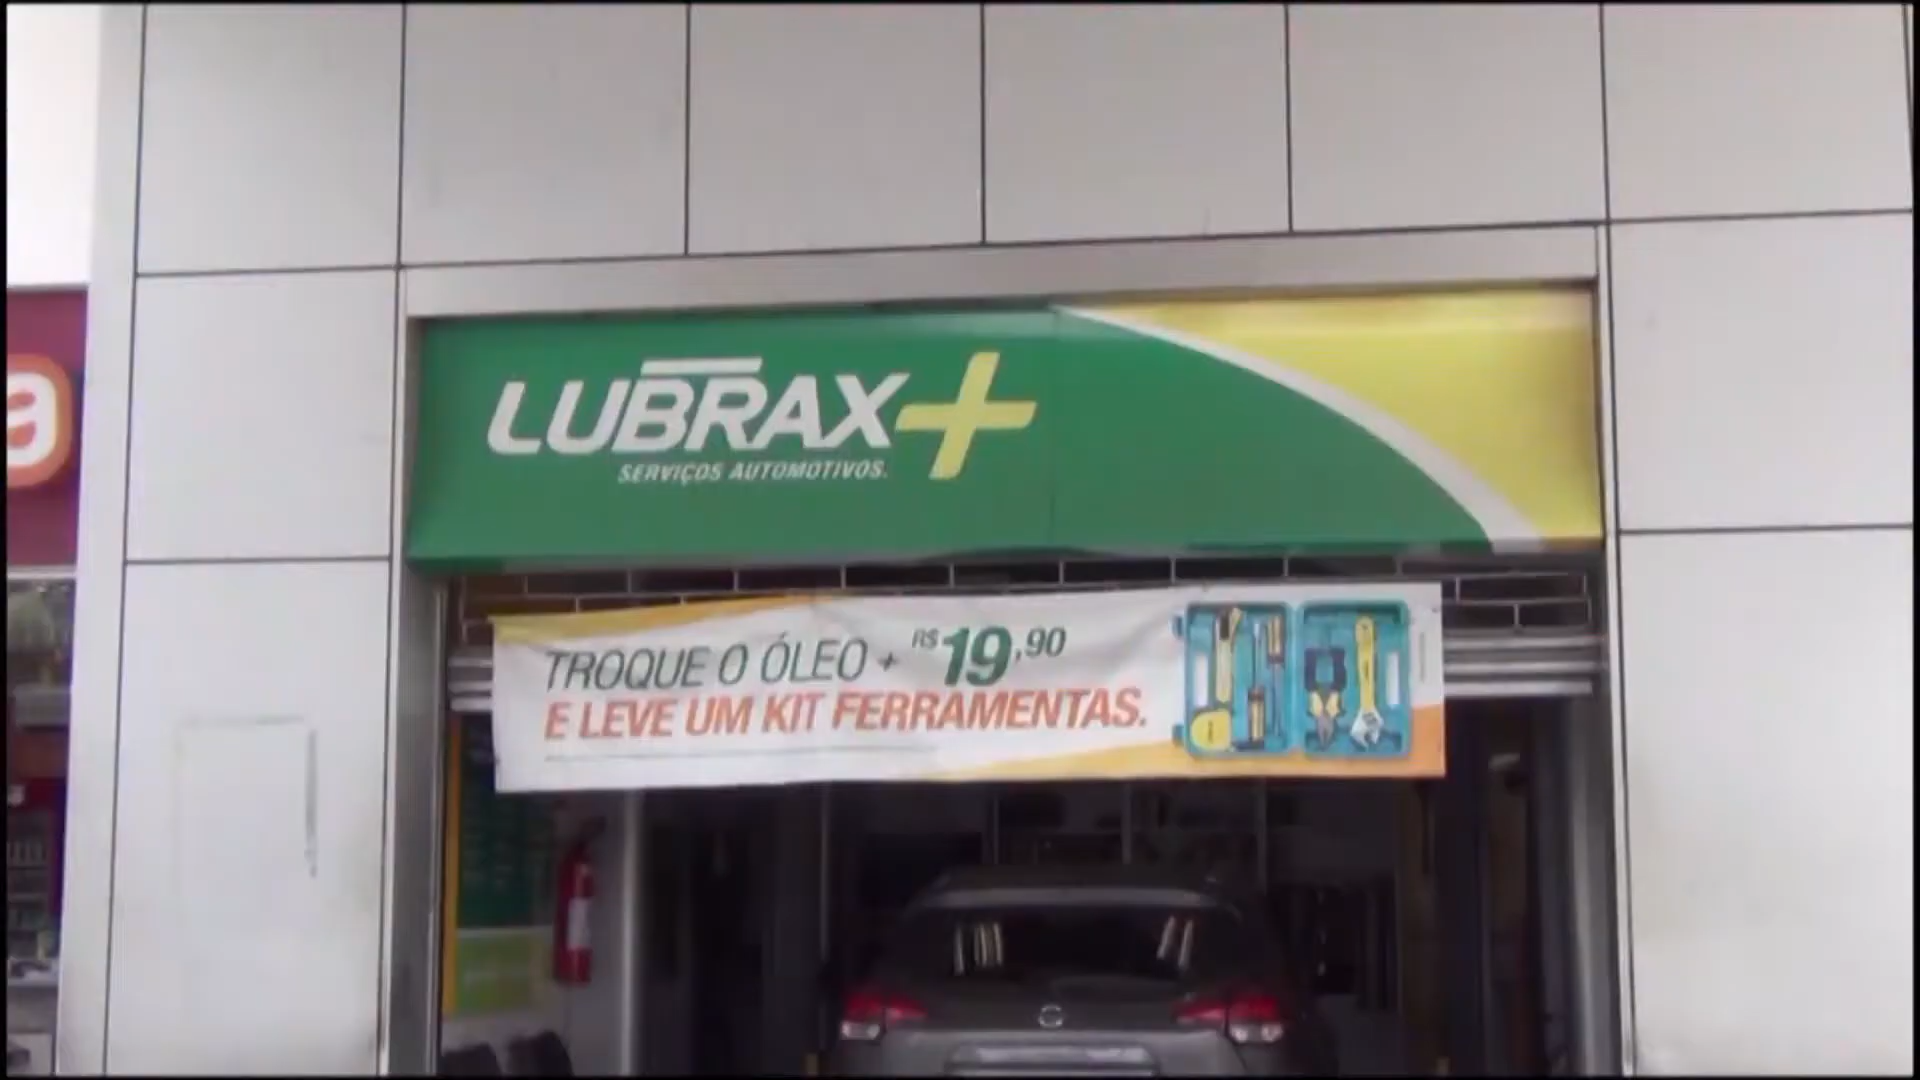 LUBRAX+
SERVIÇOS AUTOMOTIVOS.
TROQUE O ÓLEO + R$ 19,90
E LEVE UM KIT FERRAMENTAS.
a